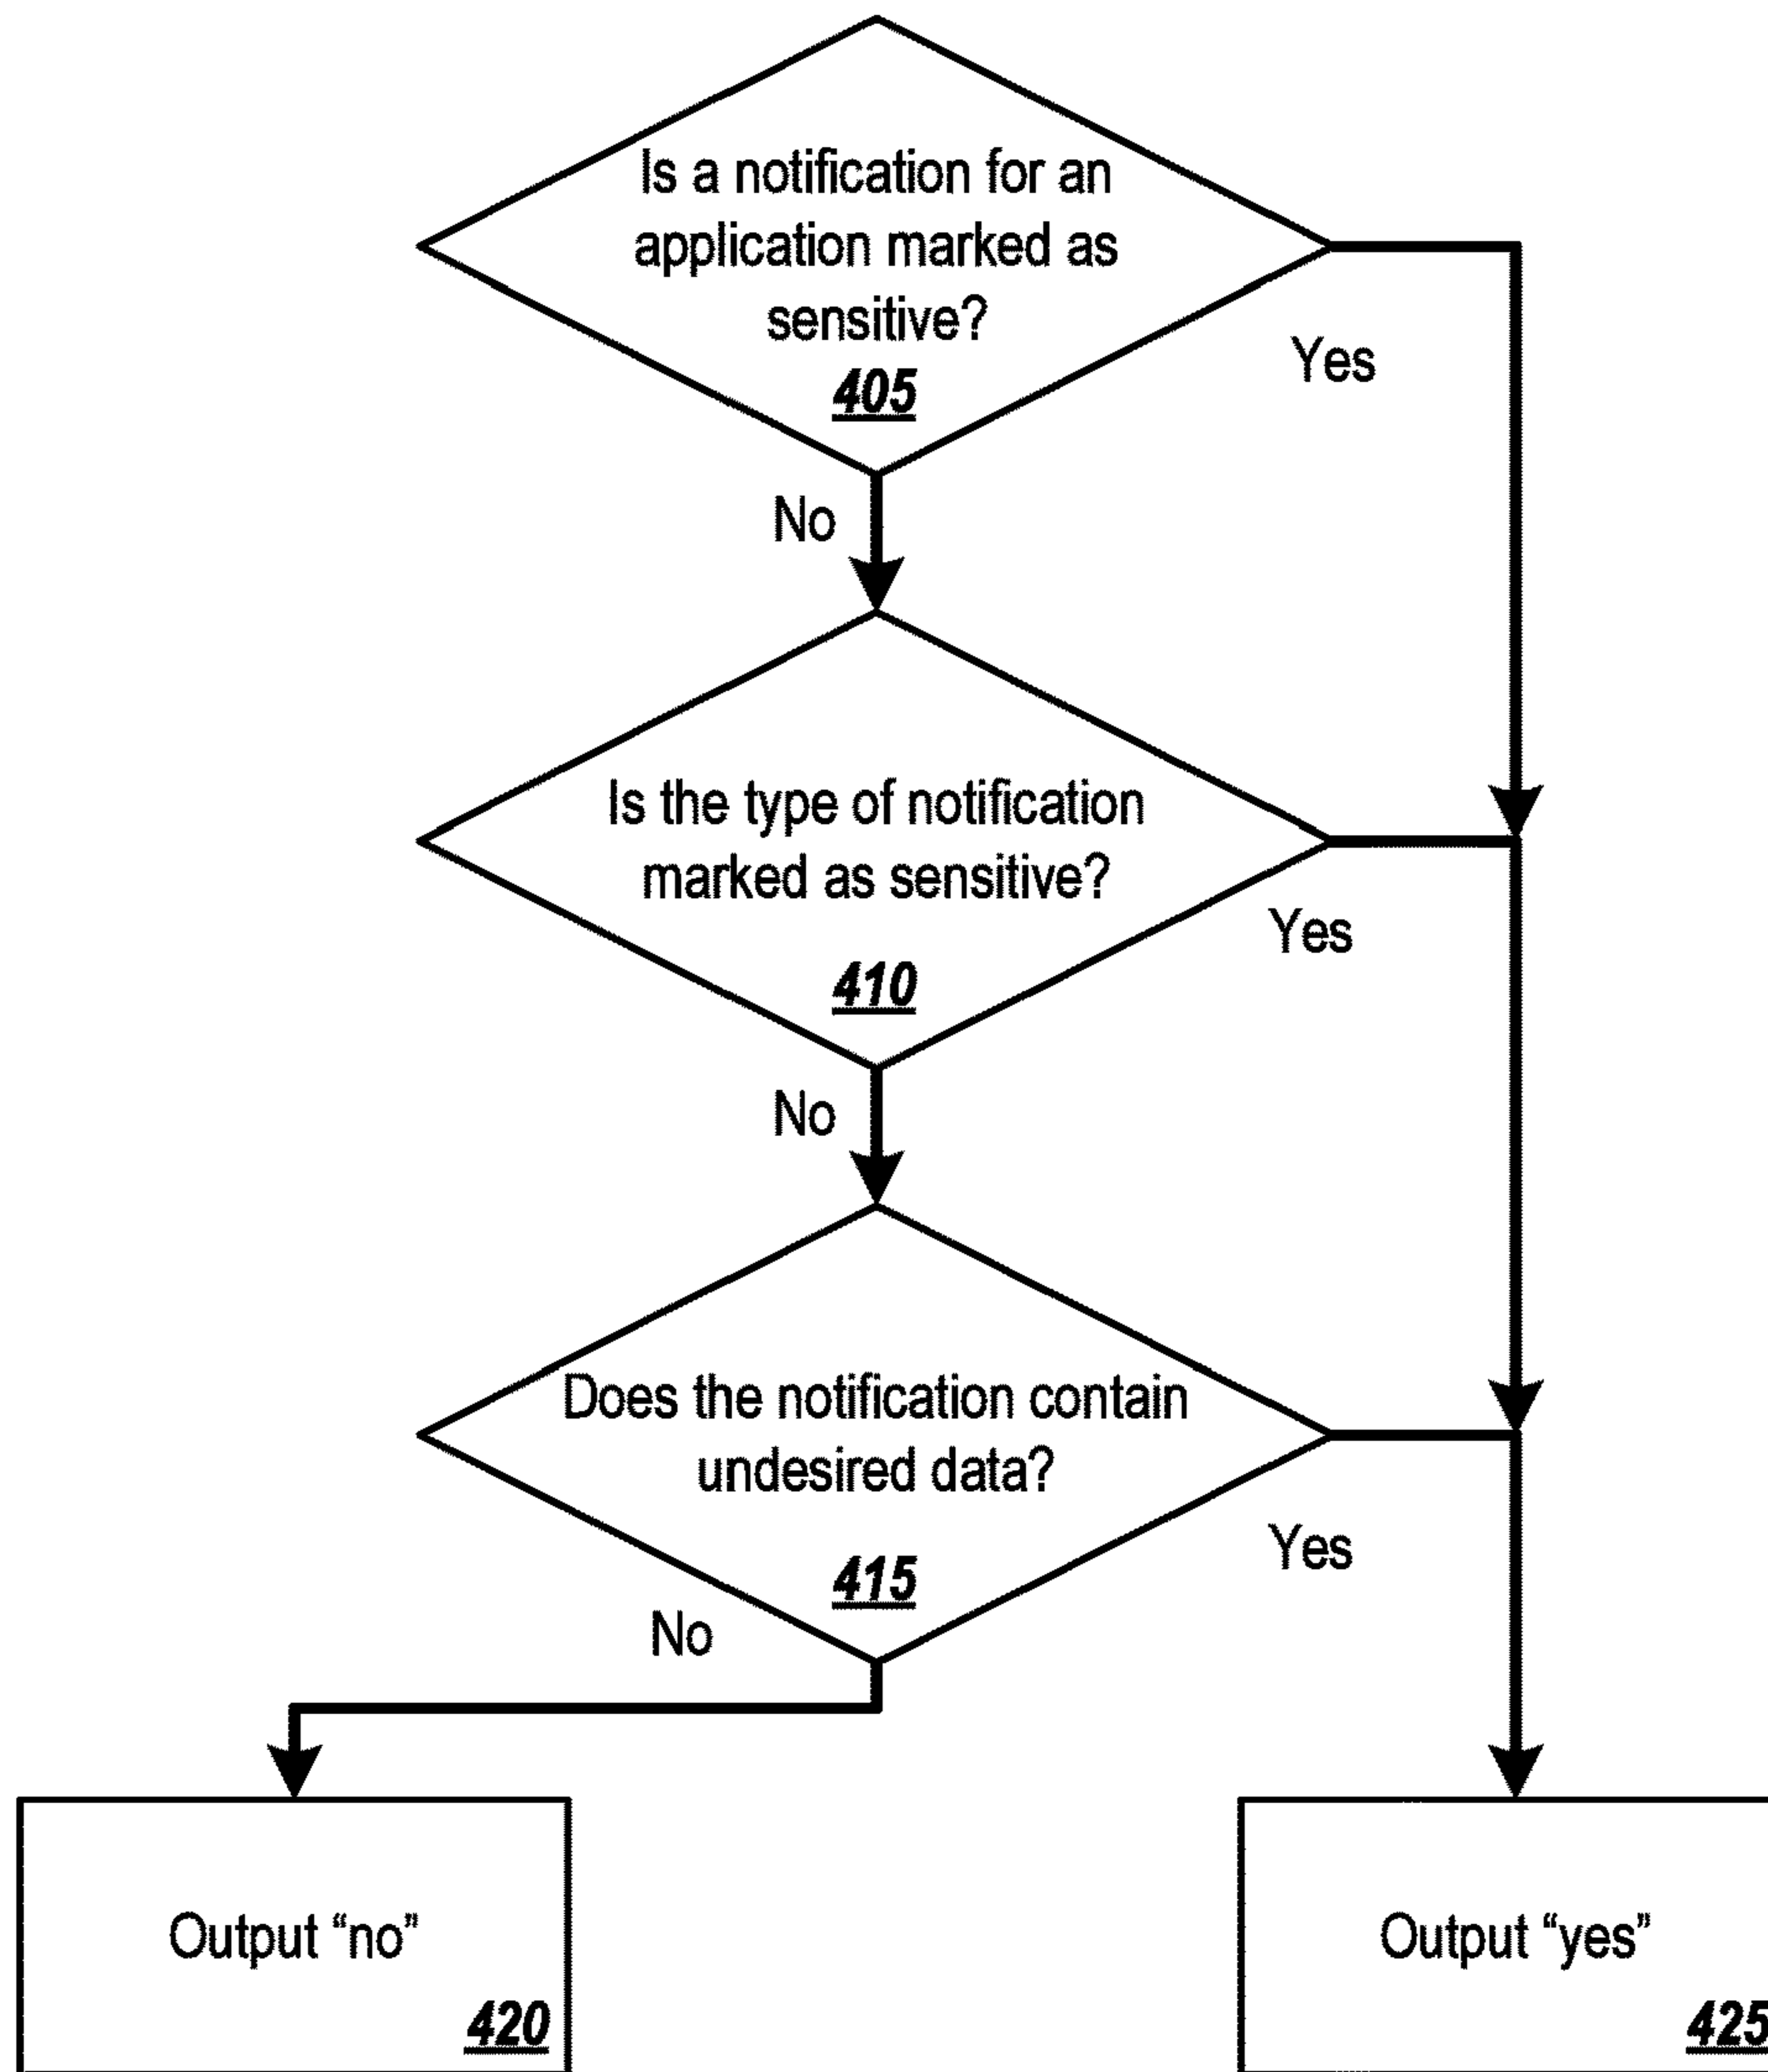 Is a notification for an
application marked as
sensitive?
405
Yes
No
Is the type of notification
marked as sensitive?
410
Yes
No
Does the notification contain
undesired data?
415
Yes
No
Output “no”
420
Output “yes”
425